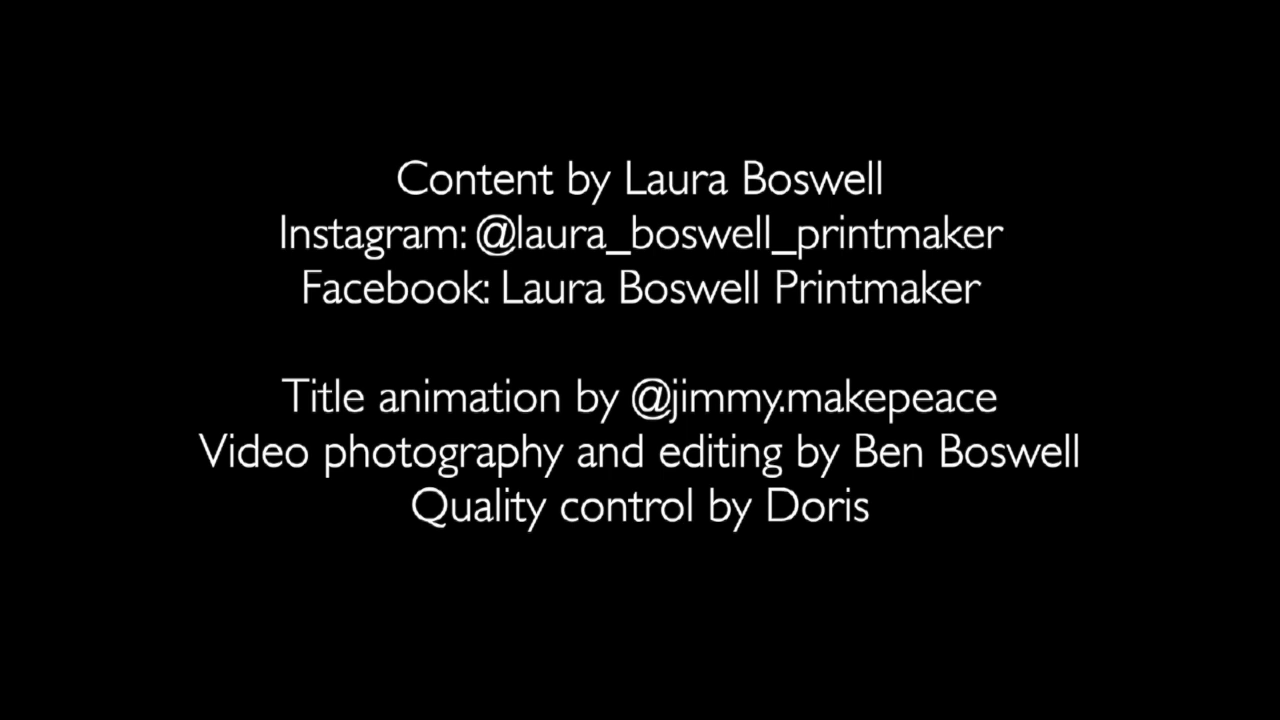 Content by Laura Boswell
Instagram: @laura_boswell_printmaker
Facebook: Laura Boswell Printmaker
Title animation by @jimmy.makepeace
Video photography and editing by Ben Boswell
Quality control by Doris